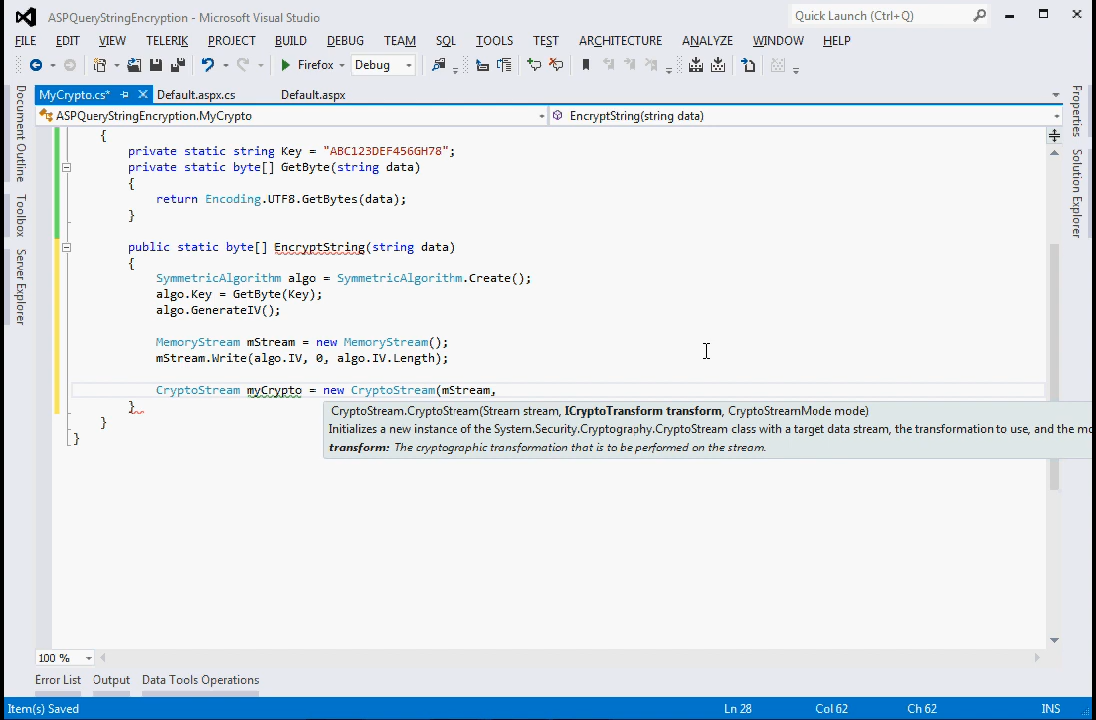 ASPQueryStringEncryption - Microsoft Visual Studio
Quick Launch (Ctrl+Q)
FILE EDIT VIEW TELERIK PROJECT BUILD DEBUG TEAM SQL TOOLS TEST ARCHITECTURE ANALYZE WINDOW HELP
Firefox Debug
MyCrypto.cs* Default.aspx.cs Default.aspx
ASPQueryStringEncryption.MyCrypto EncryptString(string data)
Document Outline
Toolbox
Server Explorer
{
private static string Key = "ABC123DEF456GH78";
private static byte[] GetByte(string data)
{
return Encoding.UTF8.GetBytes(data);
}
public static byte[] EncryptString(string data)
{
SymmetricAlgorithm algo = SymmetricAlgorithm.Create();
algo.Key = GetByte(Key);
algo.GenerateIV();
MemoryStream mStream = new MemoryStream();
mStream.Write(algo.IV, 0, algo.IV.Length);
CryptoStream myCrypto = new CryptoStream(mStream,
}
}
}
CryptoStream.CryptoStream(Stream stream, ICryptoTransform transform, CryptoStreamMode mode)
Initializes a new instance of the System.Security.Cryptography.CryptoStream class with a target data stream, the transformation to use, and the mo
transform: The cryptographic transformation that is to be performed on the stream.
Properties
Solution Explorer
100 %
Error List Output Data Tools Operations
Item(s) Saved Ln 28 Col 62 Ch 62 INS